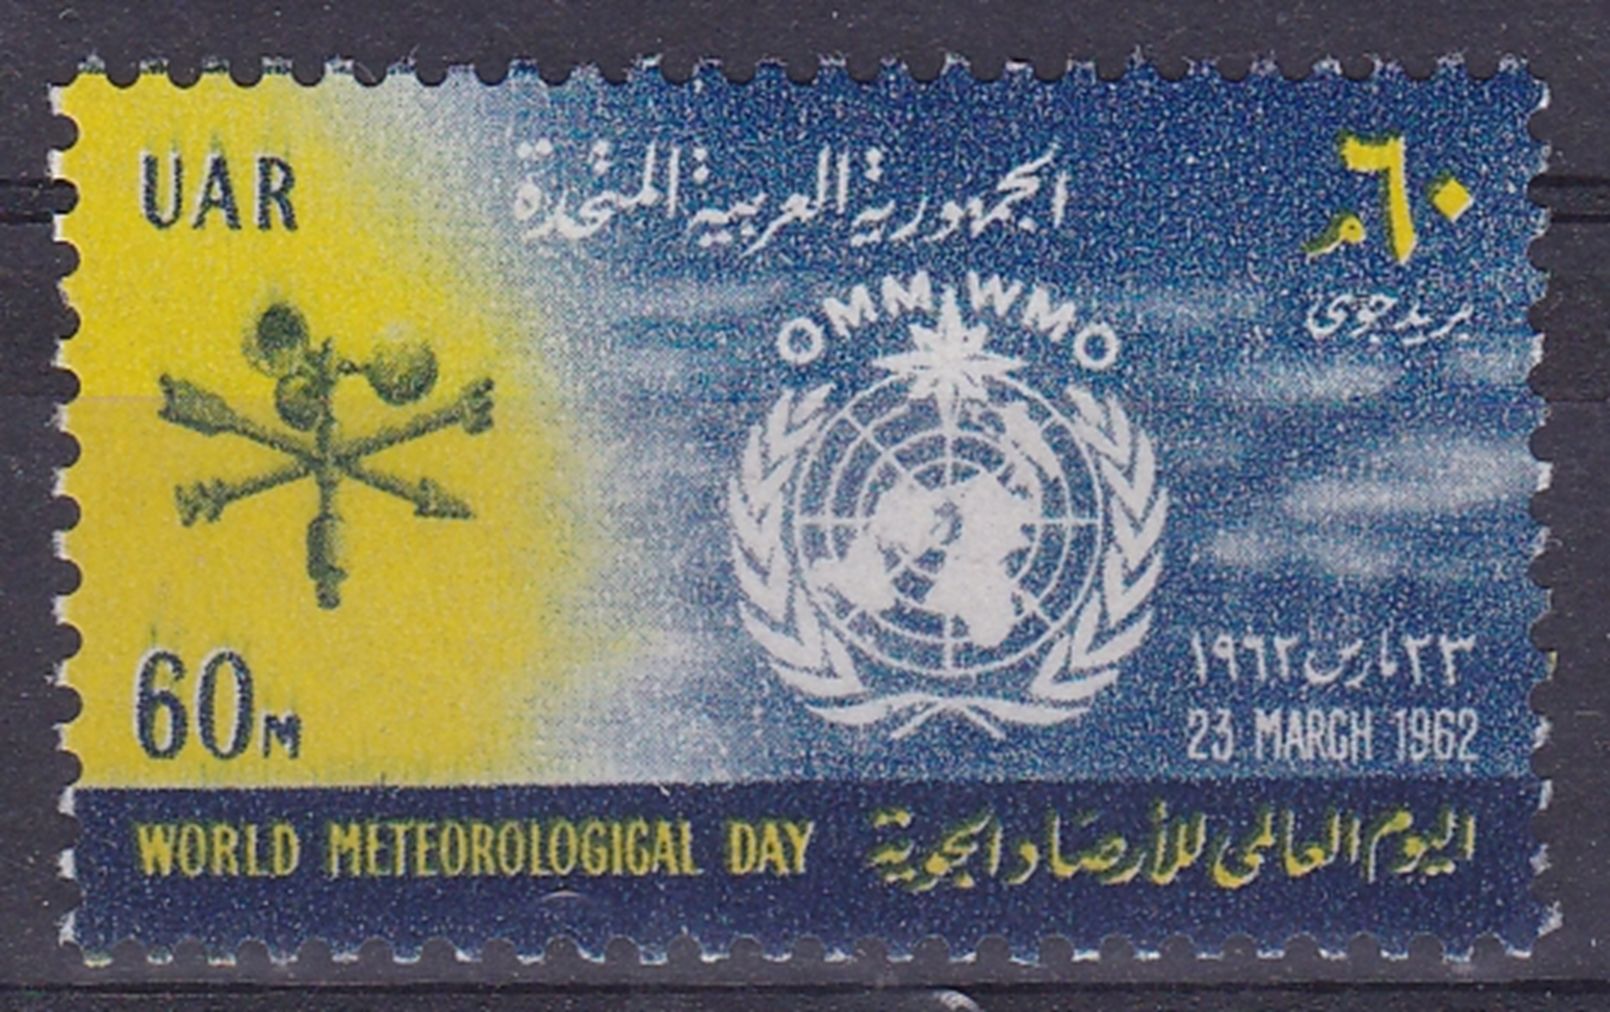 UAR
الجمهورية العربية المتحدة
٦٠م
بريد جوى
OMM WMO
٢٣ مارس ١٩٦٢
23 MARCH 1962
60M
WORLD METEOROLOGICAL DAY
اليوم العالمى للأرصاد الجوية